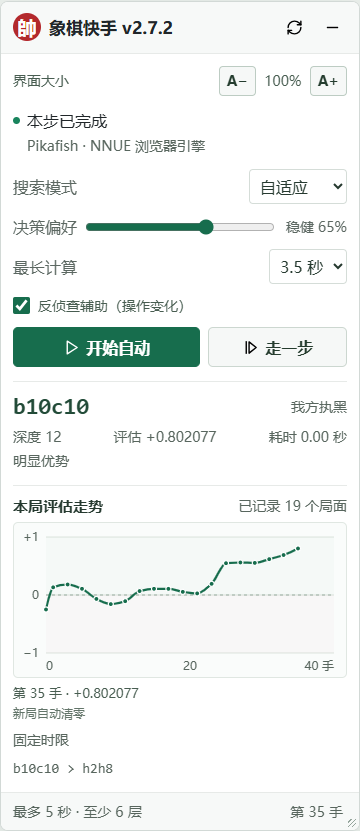 帥 象棋快手 v2.7.2
界面大小 A− 100% A+
本步已完成
Pikafish · NNUE 浏览器引擎
搜索模式 自适应
决策偏好 稳健 65%
最长计算 3.5 秒
反侦查辅助（操作变化）
开始自动 走一步
b10c10 我方执黑
深度 12 评估 +0.802077 耗时 0.00 秒
明显优势
本局评估走势 已记录 19 个局面
+1
0
−1
0 20 40 手
第 35 手 · +0.802077
新局自动清零
固定时限
b10c10 > h2h8
最多 5 秒 · 至少 6 层 第 35 手